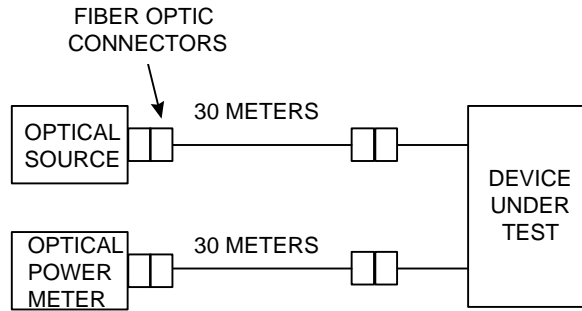 FIBER OPTIC
CONNECTORS
30 METERS
OPTICAL
SOURCE
DEVICE
UNDER
TEST
30 METERS
OPTICAL
POWER
METER